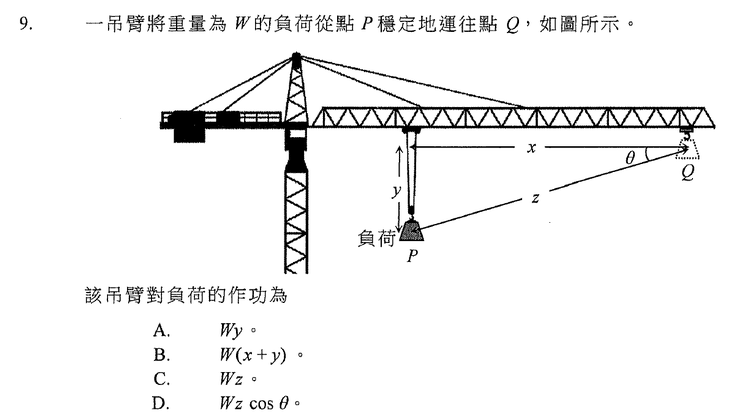 9. 一吊臂將重量為 W 的負荷從點 P 穩定地運往點 Q，如圖所示。
x
θ
Q
y
z
負荷
P
該吊臂對負荷的作功為
A. Wy。
B. W(x + y)。
C. Wz。
D. Wz cos θ。